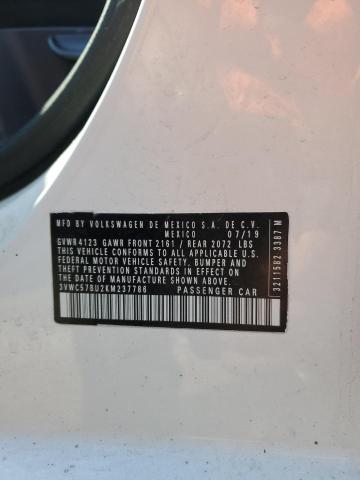 MFD BY VOLKSWAGEN DE MEXICO S.A. DE C.V.
MEXICO 07/19
GVWR 4123 GAWR FRONT 2161 / REAR 2072 LBS
THIS VEHICLE CONFORMS TO ALL APPLICABLE U.S.
FEDERAL MOTOR VEHICLE SAFETY, BUMPER AND
THEFT PREVENTION STANDARDS IN EFFECT ON
THE DATE OF MANUFACTURE SHOWN ABOVE.
3VWC57BU2KM237786 PASSENGER CAR
3211582 3387 M